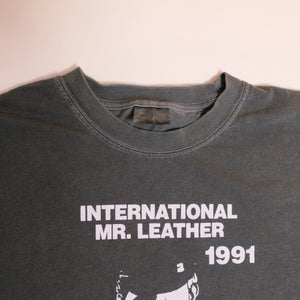 INTERNATIONAL
MR. LEATHER
1991